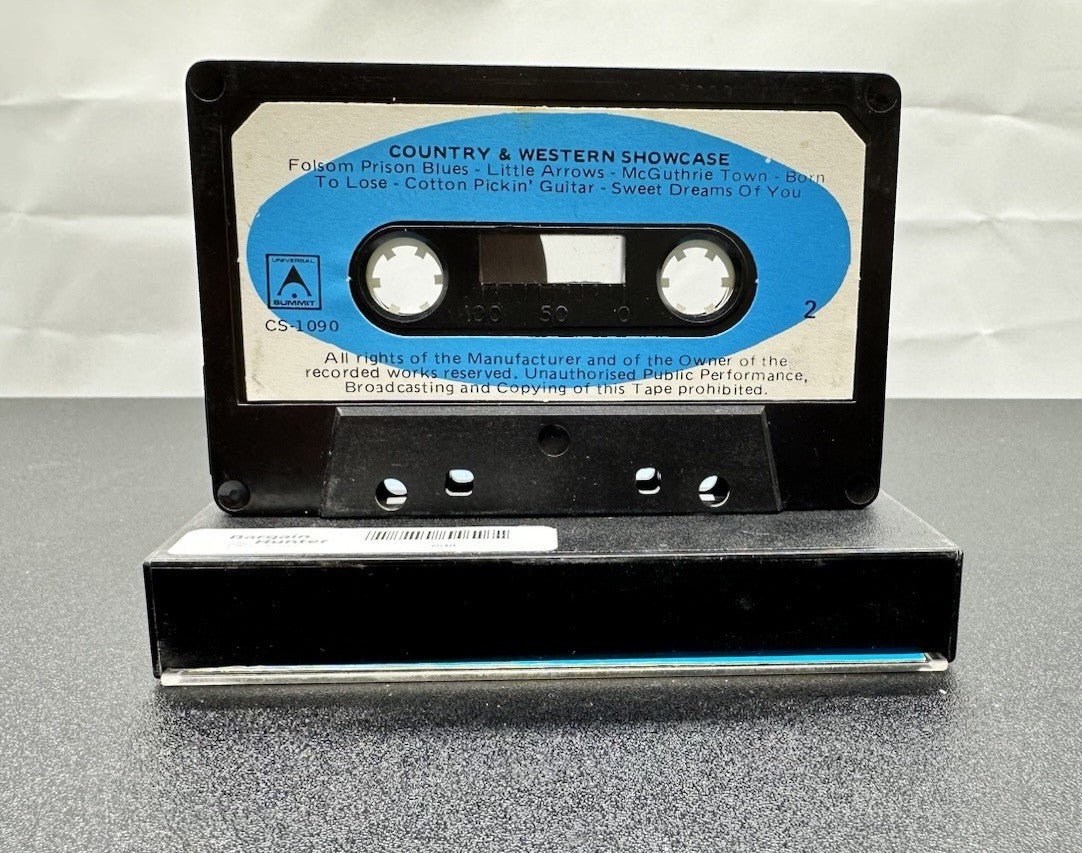 COUNTRY & WESTERN SHOWCASE
Folsom Prison Blues - Little Arrows - McGuthrie Town - Born
To Lose - Cotton Pickin' Guitar - Sweet Dreams Of You
UNIVERSAL
SUMMIT
CS-1090
100 50 0
2
All rights of the Manufacturer and of the Owner of the
recorded works reserved. Unauthorised Public Performance,
Broadcasting and Copying of this Tape prohibited.
Bargain
Hunter